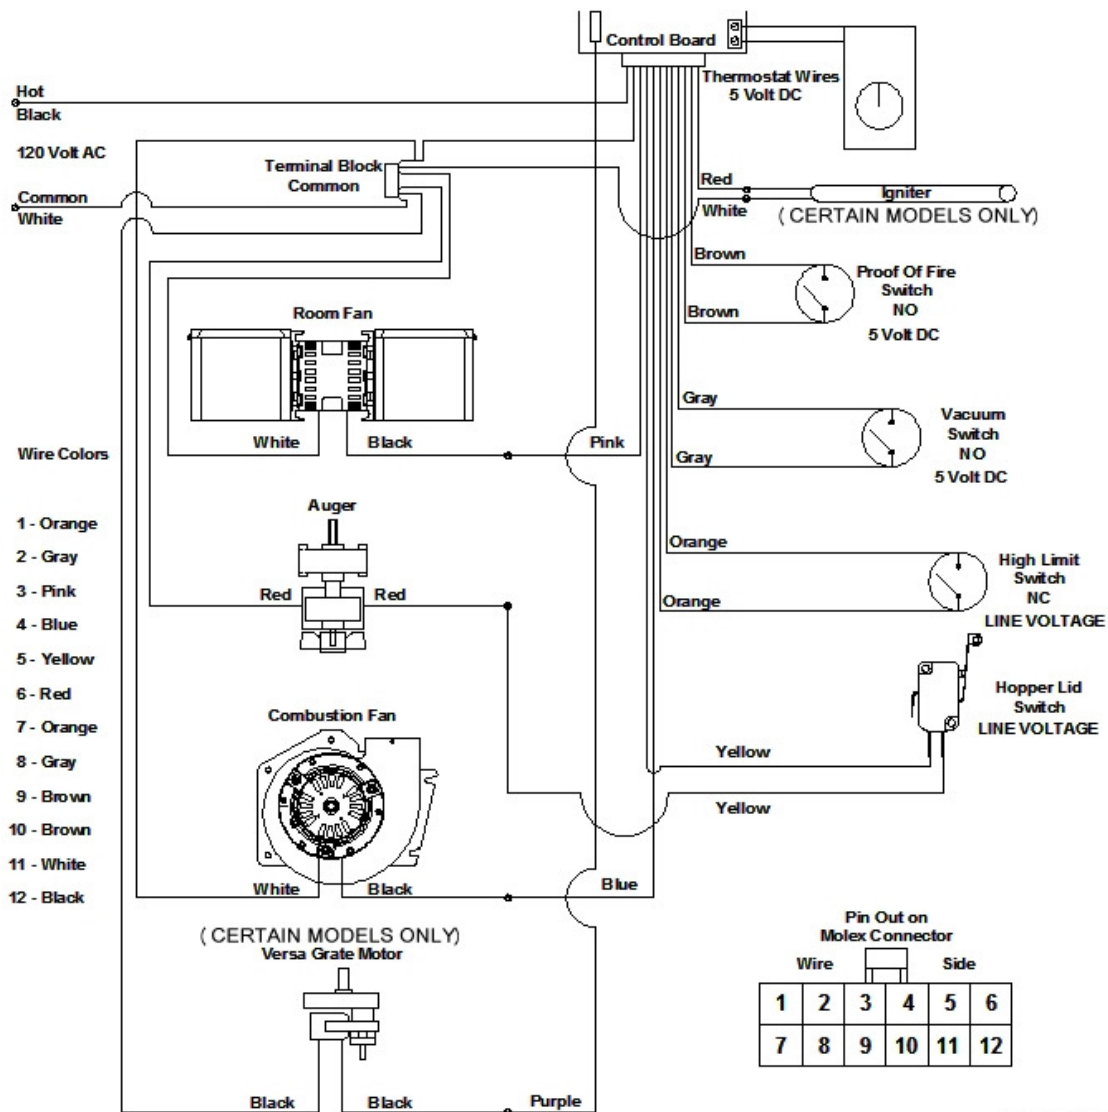 Control Board
Thermostat Wires
5 Volt DC
Hot
Black
120 Volt AC
Terminal Block
Common
Common
White
Red
White
Igniter
( CERTAIN MODELS ONLY)
Brown
Brown
Proof Of Fire
Switch
NO
5 Volt DC
Room Fan
White
Black
Pink
Gray
Gray
Vacuum
Switch
NO
5 Volt DC
Wire Colors
1 - Orange
2 - Gray
3 - Pink
4 - Blue
5 - Yellow
6 - Red
7 - Orange
8 - Gray
9 - Brown
10 - Brown
11 - White
12 - Black
Auger
Red
Red
Orange
Orange
High Limit
Switch
NC
LINE VOLTAGE
Hopper Lid
Switch
LINE VOLTAGE
Yellow
Yellow
Combustion Fan
White
Black
Blue
( CERTAIN MODELS ONLY)
Versa Grate Motor
Black
Black
Purple
Pin Out on
Molex Connector
Wire Side
1 2 3 4 5 6
7 8 9 10 11 12